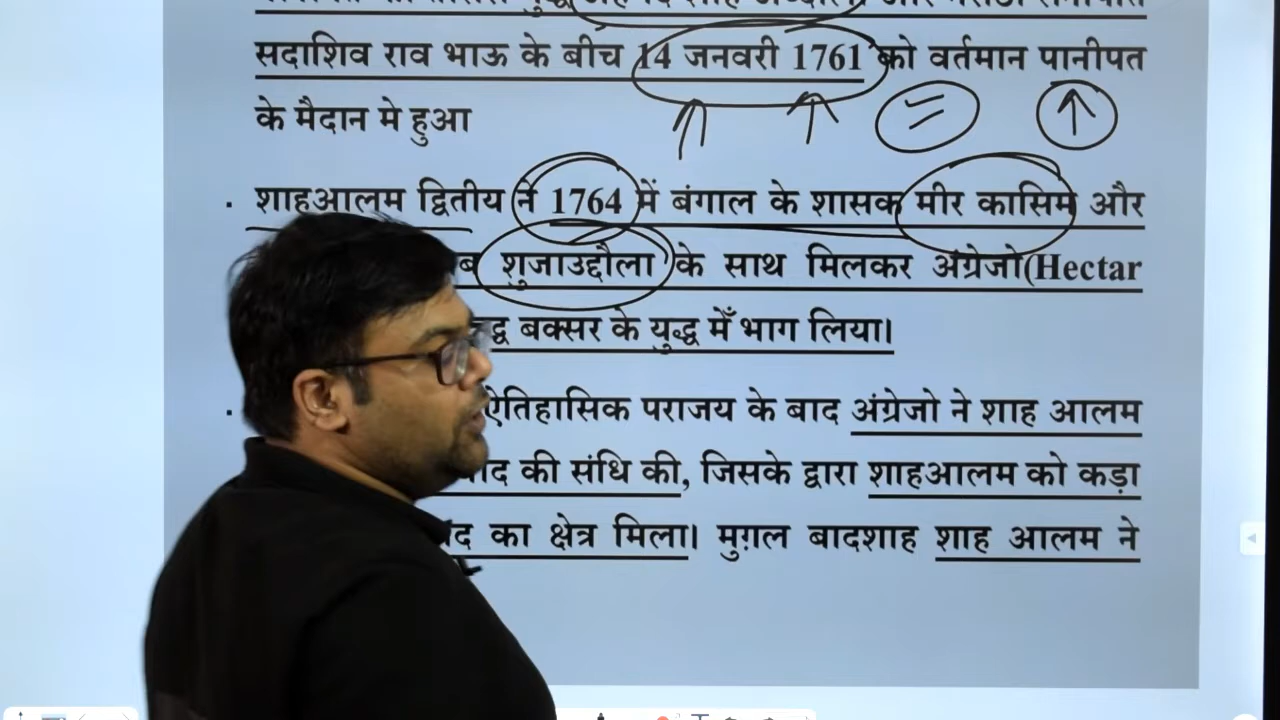 सदाशिव राव भाऊ के बीच 14 जनवरी 1761 को वर्तमान पानीपत
के मैदान मे हुआ
. शाहआलम द्वितीय ने 1764 में बंगाल के शासक मीर कासिम और
शुजाउद्दौला के साथ मिलकर अंग्रेजो(Hectar
बक्सर के युद्ध मेँ भाग लिया।
. ऐतिहासिक पराजय के बाद अंग्रेजो ने शाह आलम
की संधि की, जिसके द्वारा शाहआलम को कड़ा
का क्षेत्र मिला। मुग़ल बादशाह शाह आलम ने